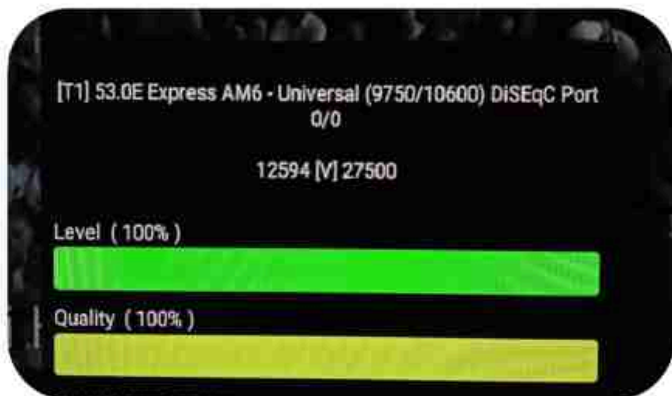 [T1] 53.0E Express AM6 - Universal (9750/10600) DiSEqC Port
0/0
12594 [V] 27500
Level ( 100% )
Quality ( 100% )